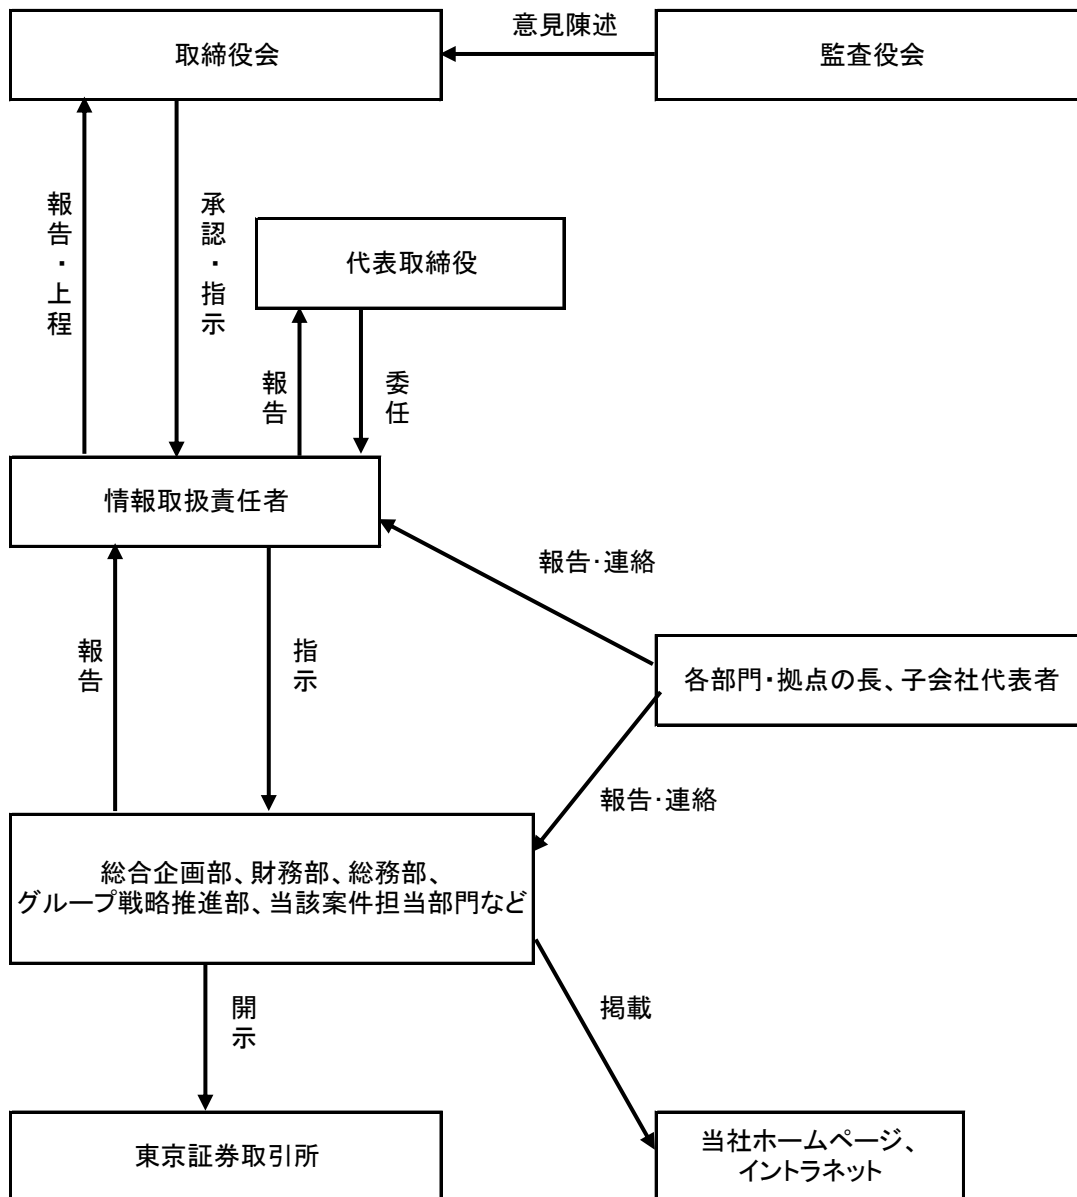 意見陳述
取締役会
監査役会
報告・上程
承認・指示
代表取締役
報告
委任
情報取扱責任者
報告・連絡
報告
指示
各部門・拠点の長、子会社代表者
報告・連絡
総合企画部、財務部、総務部、
グループ戦略推進部、当該案件担当部門など
開示
掲載
東京証券取引所
当社ホームページ、
イントラネット